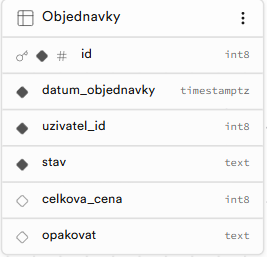 Objednavky
# id int8
datum_objednavky timestamptz
uzivatel_id int8
stav text
celkova_cena int8
opakovat text